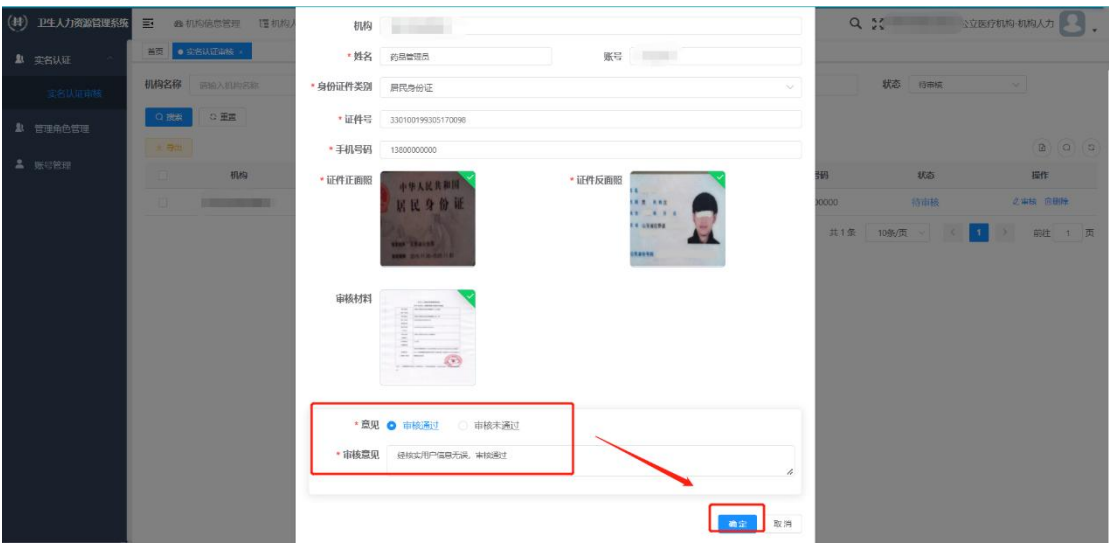 卫生人力资源管理系统
机构信息管理
机构人
公立医疗机构-机构人力
实名认证
实名认证审核
管理角色管理
账号管理
首页
实名认证审核 ×
机构名称 请输入机构名称
状态 待审核
搜索 重置
导出
机构
号码 状态 操作
00000 待审核 审核 删除
共 1 条 10条/页 < 1 > 前往 1 页
机构
* 姓名 药品管理员 账号
* 身份证件类别 居民身份证
* 证件号 330100199305170098
* 手机号码 13800000000
* 证件正面照 * 证件反面照
中华人民共和国
居民身份证
审核材料
* 意见 审核通过 审核未通过
* 审核意见 经核实用户信息无误，审核通过
确定 取消